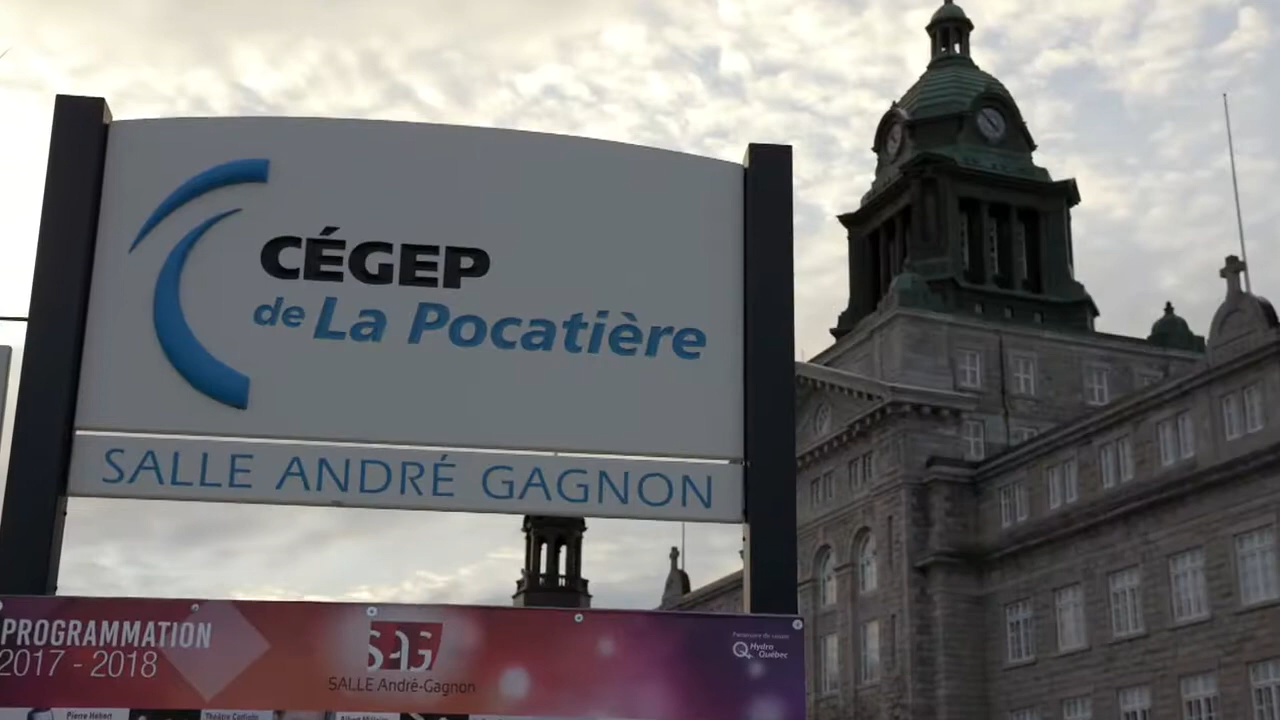 CÉGEP
de La Pocatière
SALLE ANDRÉ GAGNON
PROGRAMMATION
2017 - 2018
SAG
SALLE André-Gagnon
Hydro
Québec